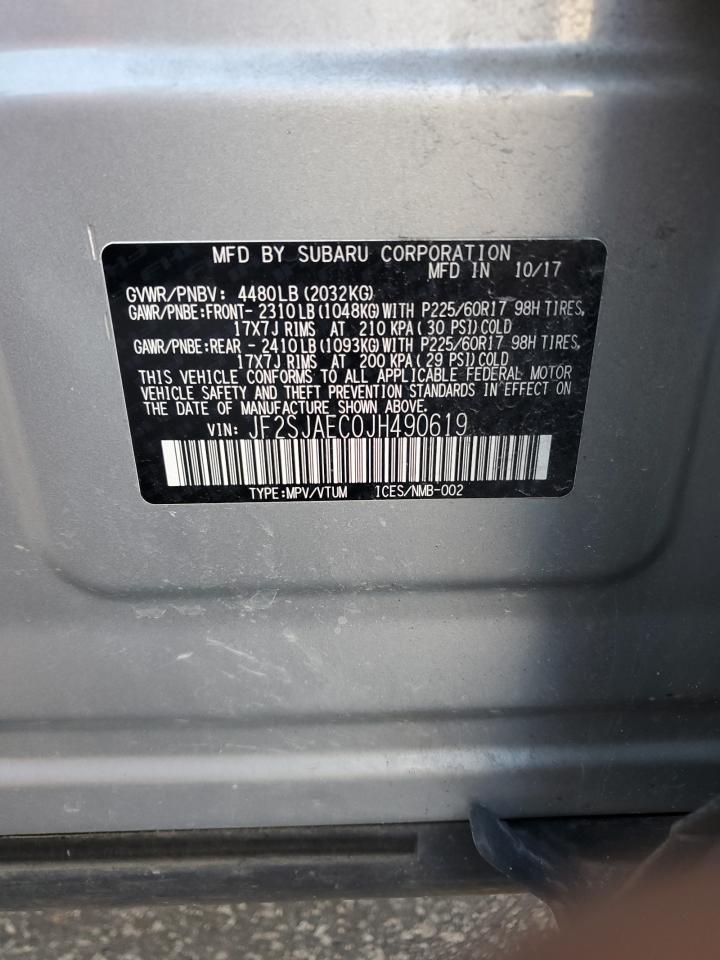 MFD BY SUBARU CORPORATION
MFD IN 10/17
GVWR/PNBV: 4480LB(2032KG)
GAWR/PNBE:FRONT- 2310LB(1048KG)WITH P225/60R17 98H TIRES,
17X7J RIMS AT 210 KPA(30 PSI)COLD
GAWR/PNBE:REAR - 2410LB(1093KG)WITH P225/60R17 98H TIRES,
17X7J RIMS AT 200 KPA(29 PSI)COLD
THIS VEHICLE CONFORMS TO ALL APPLICABLE FEDERAL MOTOR
VEHICLE SAFETY AND THEFT PREVENTION STANDARDS IN EFFECT ON
THE DATE OF MANUFACTURE SHOWN ABOVE.
VIN: JF2SJAEC0JH490619
TYPE:MPV/VTUM ICES/NMB-002